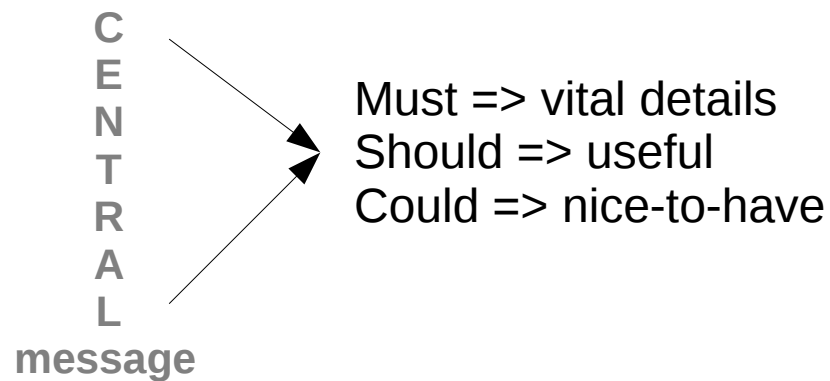 C
E
N
T
R
A
L
message
Must => vital details
Should => useful
Could => nice-to-have